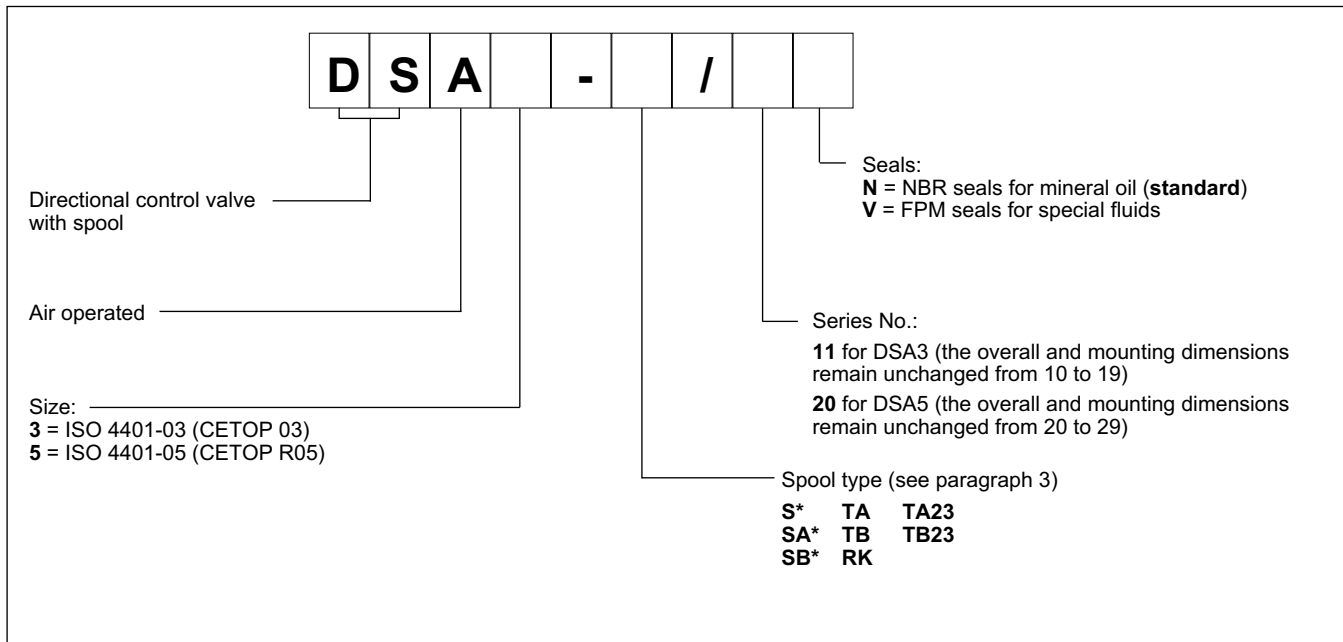 D S A - /
Directional control valve
with spool
Air operated
Size:
3 = ISO 4401-03 (CETOP 03)
5 = ISO 4401-05 (CETOP R05)
Seals:
N = NBR seals for mineral oil (standard)
V = FPM seals for special fluids
Series No.:
11 for DSA3 (the overall and mounting dimensions
remain unchanged from 10 to 19)
20 for DSA5 (the overall and mounting dimensions
remain unchanged from 20 to 29)
Spool type (see paragraph 3)
S* TA TA23
SA* TB TB23
SB* RK